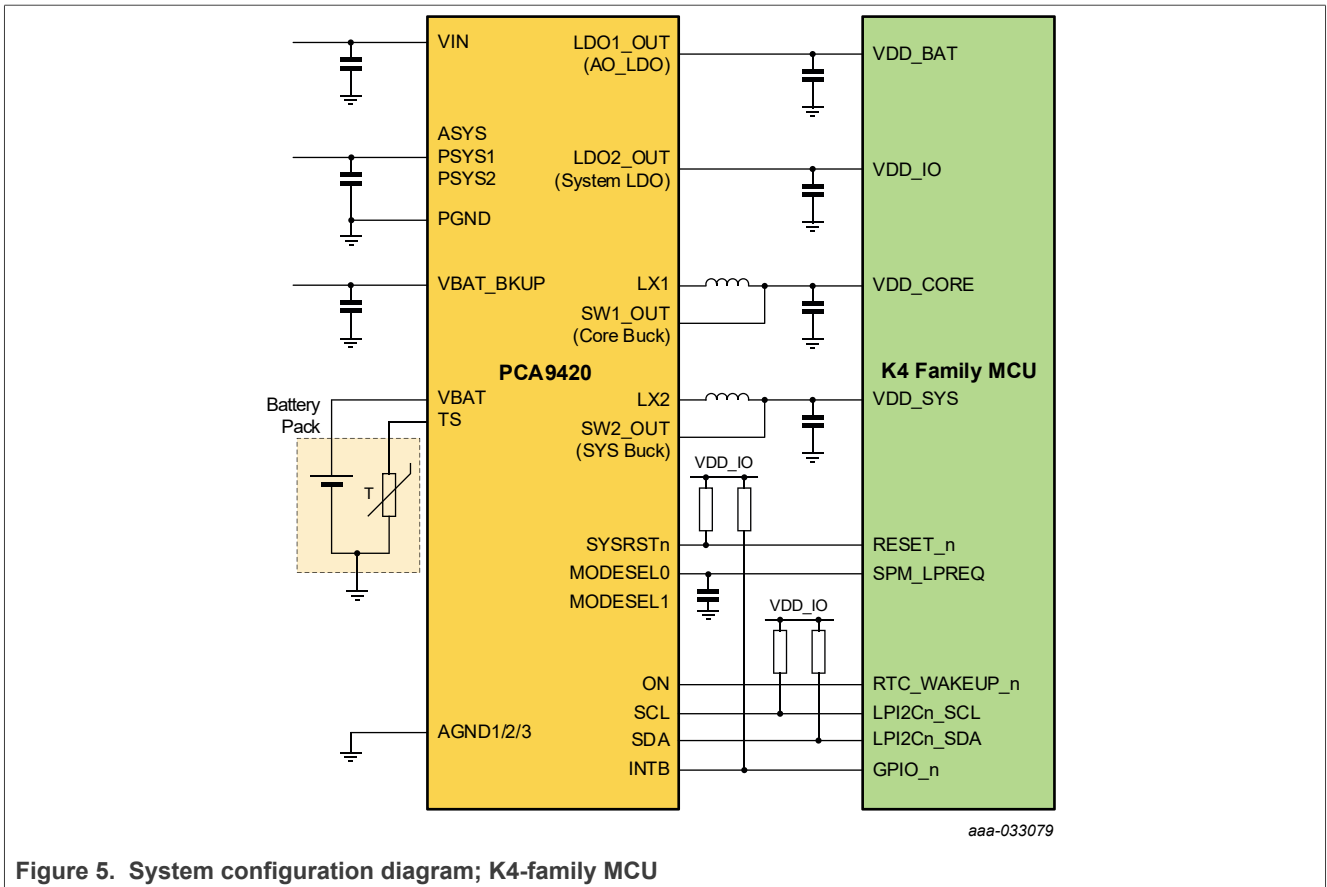 VIN
ASYS
PSYS1
PSYS2
PGND
VBAT_BKUP
PCA9420
VBAT
TS
Battery
Pack
T
AGND1/2/3
LDO1_OUT
(AO_LDO)
LDO2_OUT
(System LDO)
LX1
SW1_OUT
(Core Buck)
LX2
SW2_OUT
(SYS Buck)
SYSRSTn
MODESEL0
MODESEL1
ON
SCL
SDA
INTB
VDD_IO
VDD_IO
VDD_BAT
VDD_IO
VDD_CORE
K4 Family MCU
VDD_SYS
RESET_n
SPM_LPREQ
RTC_WAKEUP_n
LPI2Cn_SCL
LPI2Cn_SDA
GPIO_n
aaa-033079
Figure 5. System configuration diagram; K4-family MCU